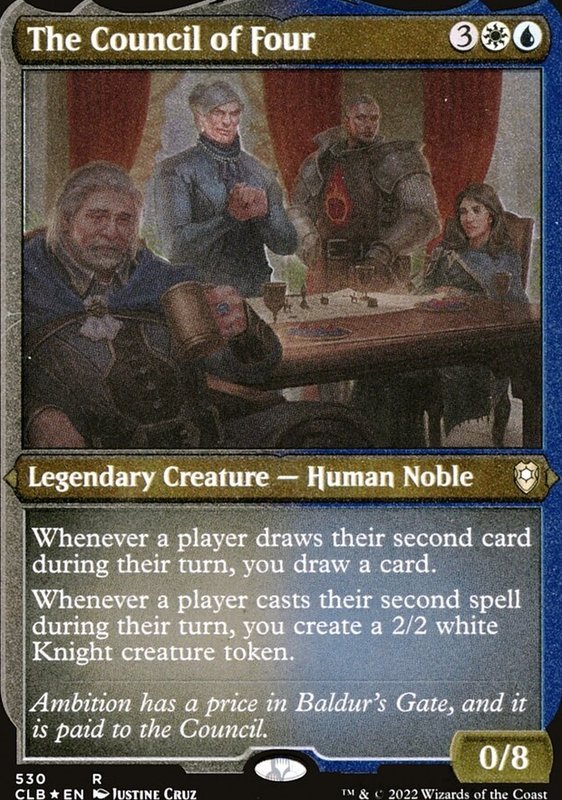 The Council of Four 3
Legendary Creature — Human Noble
Whenever a player draws their second card
during their turn, you draw a card.
Whenever a player casts their second spell
during their turn, you create a 2/2 white
Knight creature token.
Ambition has a price in Baldur's Gate, and it
is paid to the Council.
0/8
530 R
CLB ★ EN Justine Cruz
™ & © 2022 Wizards of the Coast